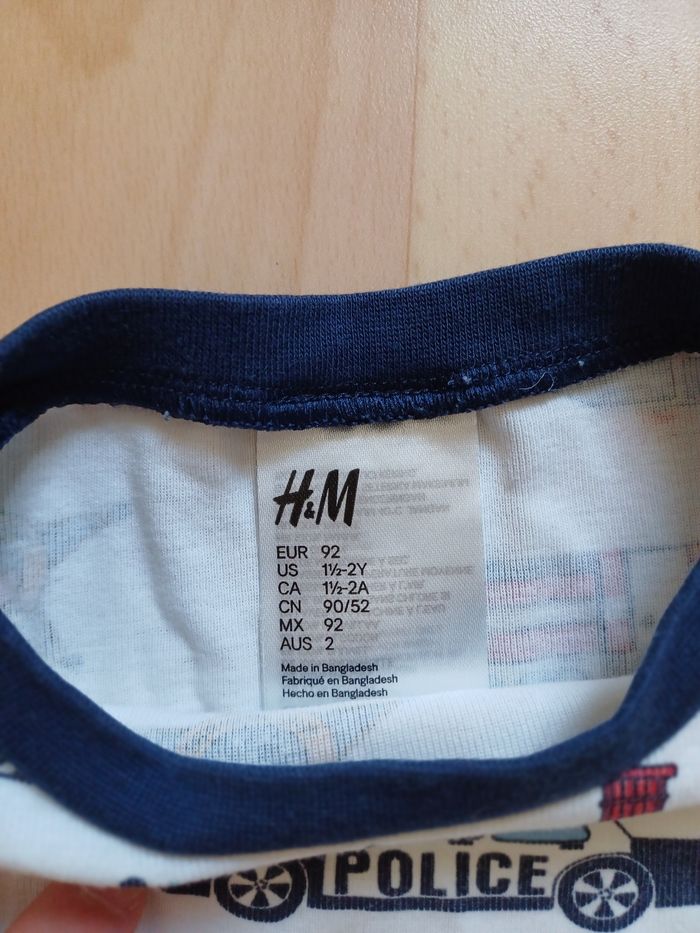 H&M
EUR 92
US 1½-2Y
CA 1½-2A
CN 90/52
MX 92
AUS 2
Made in Bangladesh
Fabriqué en Bangladesh
Hecho en Bangladesh
POLICE